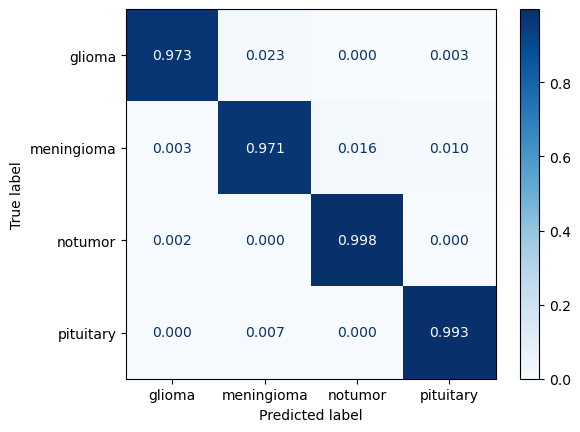 True label
glioma 0.973 0.023 0.000 0.003
meningioma 0.003 0.971 0.016 0.010
notumor 0.002 0.000 0.998 0.000
pituitary 0.000 0.007 0.000 0.993
glioma meningioma notumor pituitary
Predicted label
0.8
0.6
0.4
0.2
0.0